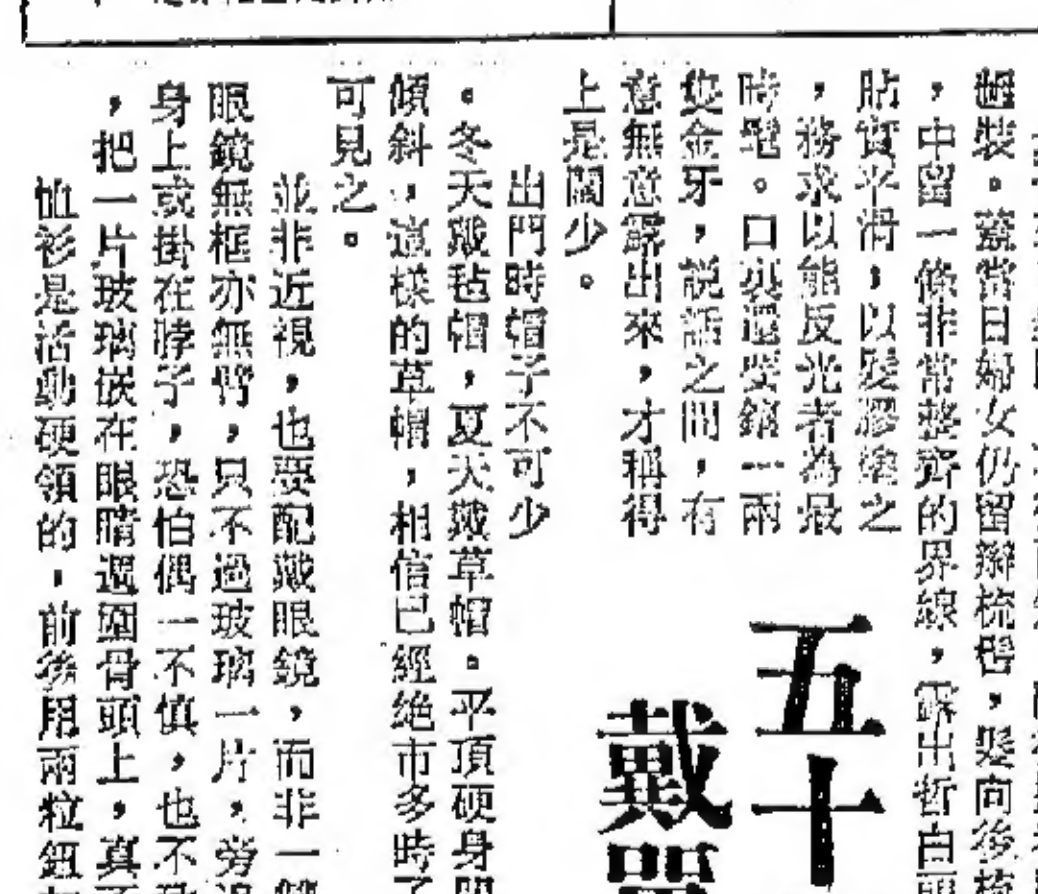 裝。蓋當日婦女仍留辮梳髻，髮向後梳
，中留一條非常整齊的界線，露出皙白
貼實平滑，以髮膠塗之
，務求以能反光者為最
時髦。口裏還要鑲一兩
隻金牙，説話之間，有
意無意露出來，才稱得
上是闊少。
五十
戴
出門時帽子不可少
。冬天戴毡帽，夏天戴草帽。平頂硬身
傾斜，這樣的草帽，相信已經絶市多時了
可見之。
並非近視，也要配戴眼鏡，而非一
眼鏡無框亦無臂，只不過玻璃一片，旁邊
身上或掛在脖子，恐怕偶一不慎，也不
，把一片玻璃嵌在眼睛週圍骨頭上，真
恤衫是活動硬領的，前後用兩粒鈕